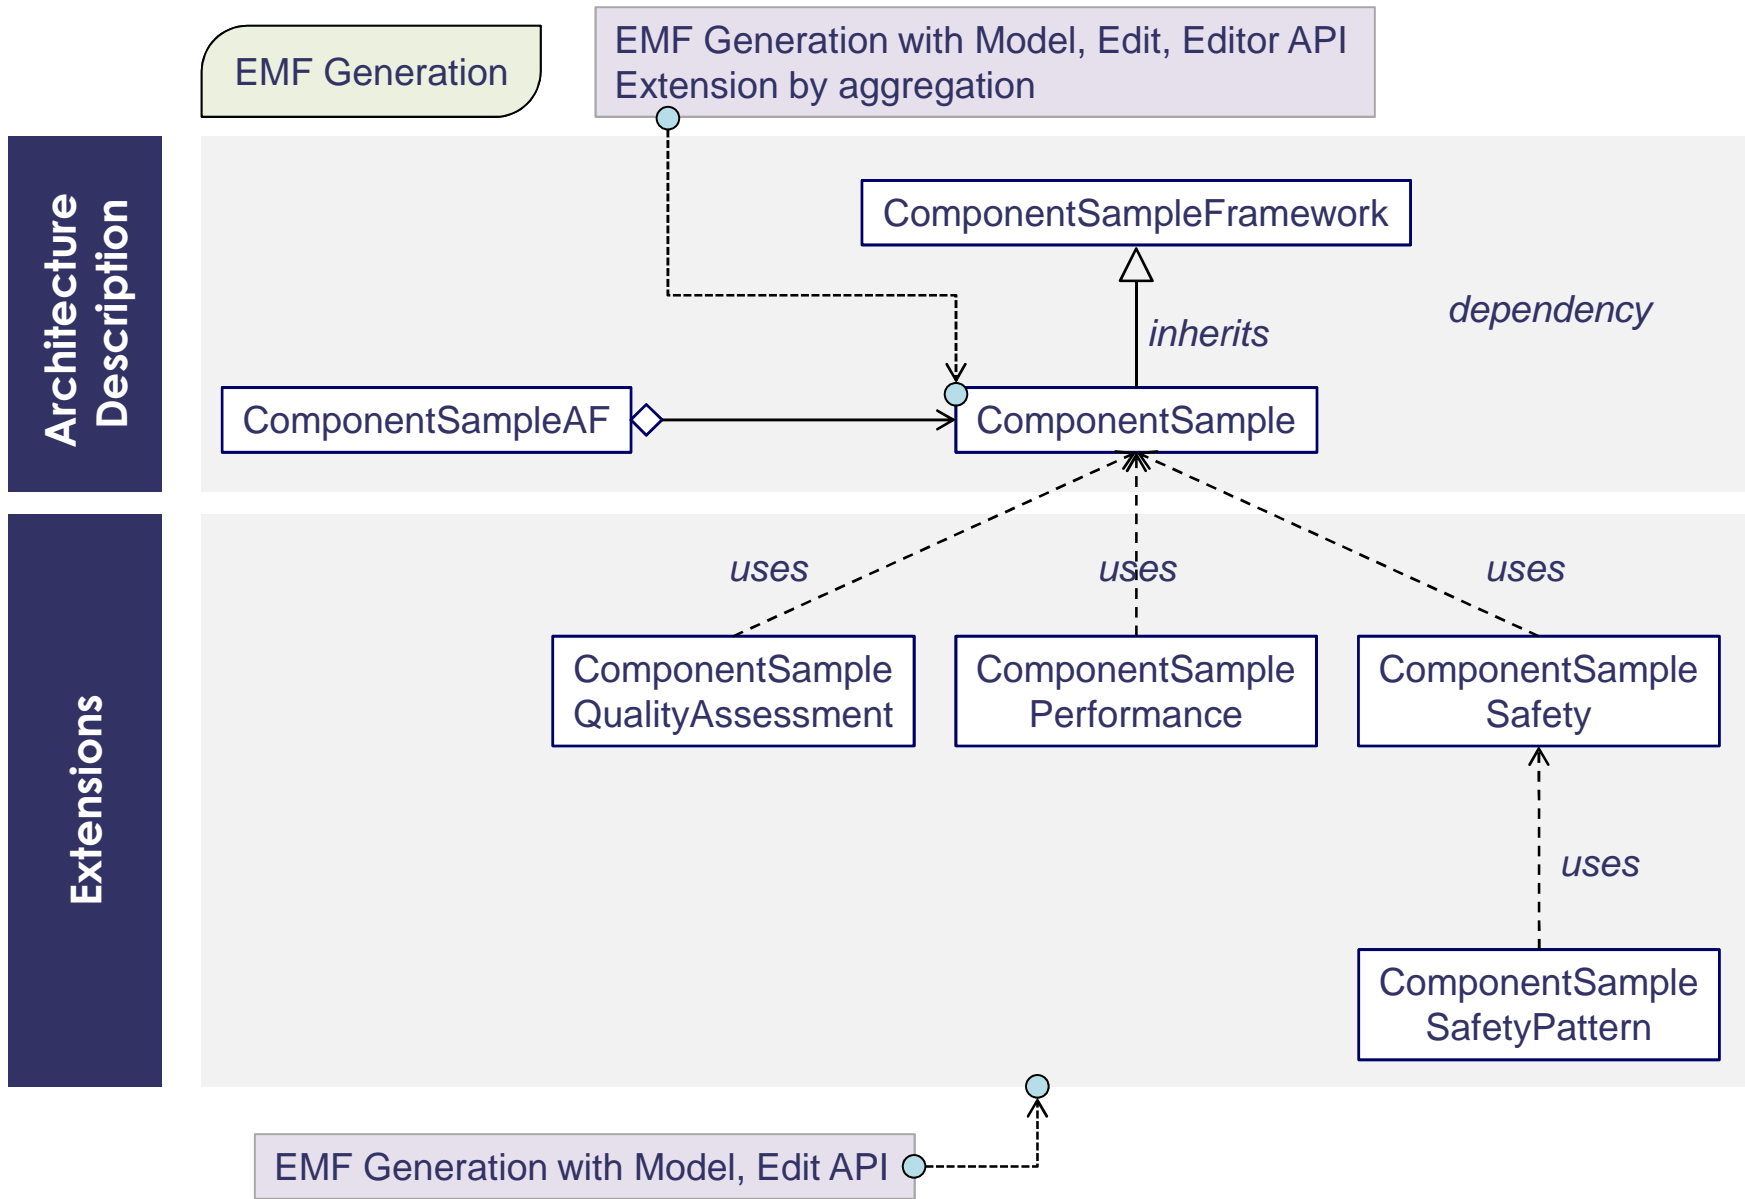 EMF Generation
EMF Generation with Model, Edit, Editor API
Extension by aggregation
Architecture
Description
ComponentSampleFramework
inherits
dependency
ComponentSampleAF
ComponentSample
Extensions
uses
uses
uses
ComponentSample
QualityAssessment
ComponentSample
Performance
ComponentSample
Safety
uses
ComponentSample
SafetyPattern
EMF Generation with Model, Edit API